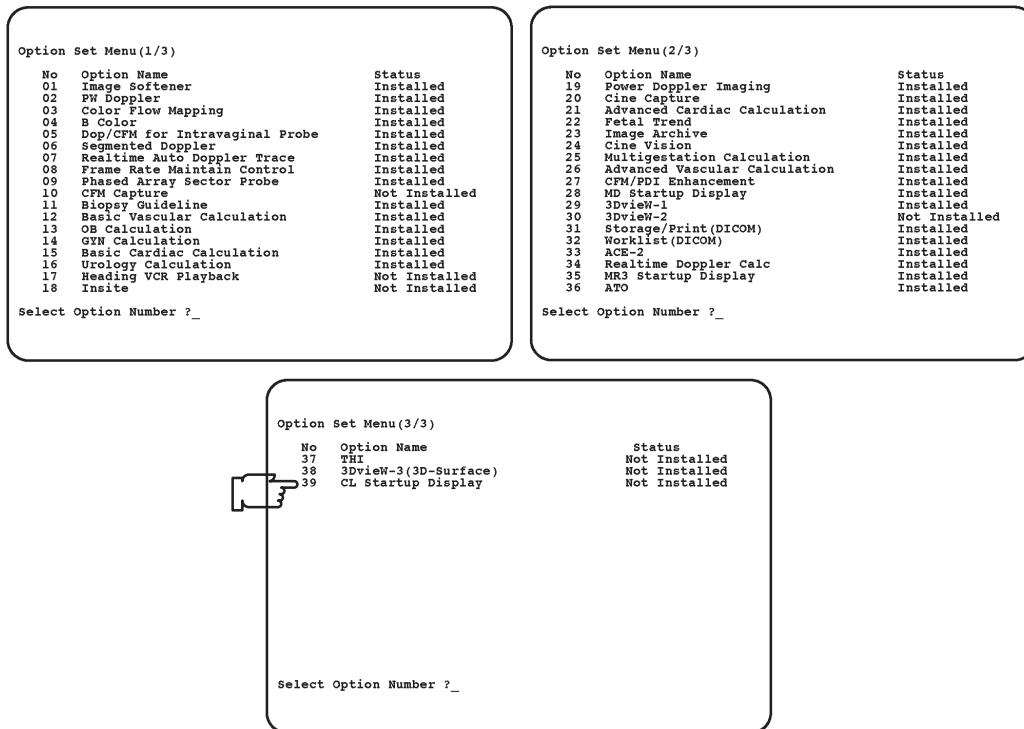 Option Set Menu(1/3)
No Option Name Status
01 Image Softener Installed
02 PW Doppler Installed
03 Color Flow Mapping Installed
04 B Color Installed
05 Dop/CFM for Intravaginal Probe Installed
06 Segmented Doppler Installed
07 Realtime Auto Doppler Trace Installed
08 Frame Rate Maintain Control Installed
09 Phased Array Sector Probe Installed
10 CFM Capture Not Installed
11 Biopsy Guideline Installed
12 Basic Vascular Calculation Installed
13 OB Calculation Installed
14 GYN Calculation Installed
15 Basic Cardiac Calculation Installed
16 Urology Calculation Installed
17 Heading VCR Playback Not Installed
18 Insite Not Installed
Select Option Number ?_
Option Set Menu(2/3)
No Option Name Status
19 Power Doppler Imaging Installed
20 Cine Capture Installed
21 Advanced Cardiac Calculation Installed
22 Fetal Trend Installed
23 Image Archive Installed
24 Cine Vision Installed
25 Multigestation Calculation Installed
26 Advanced Vascular Calculation Installed
27 CFM/PDI Enhancement Installed
28 MD Startup Display Installed
29 3DvieW-1 Installed
30 3DvieW-2 Not Installed
31 Storage/Print(DICOM) Installed
32 Worklist(DICOM) Installed
33 ACE-2 Installed
34 Realtime Doppler Calc Installed
35 MR3 Startup Display Installed
36 ATO Installed
Select Option Number ?_
Option Set Menu(3/3)
No Option Name Status
37 THI Not Installed
38 3DvieW-3(3D-Surface) Not Installed
39 CL Startup Display Not Installed
Select Option Number ?_